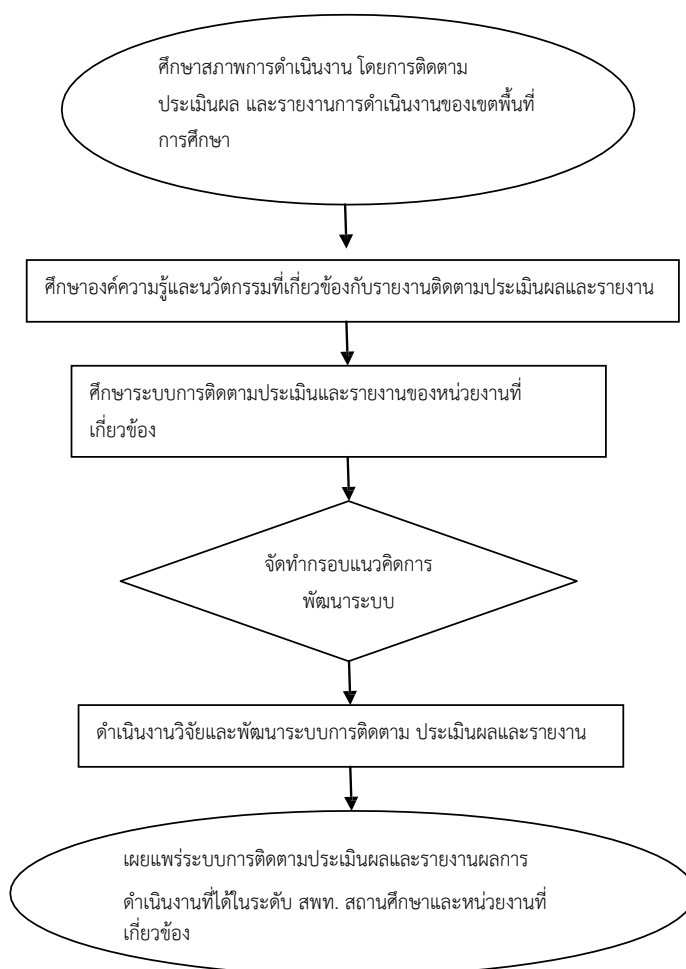 ศึกษาสภาพการดำเนินงาน โดยการติดตาม
ประเมินผล และรายงานการดำเนินงานของเขตพื้นที่
การศึกษา
ศึกษาองค์ความรู้และนวัตกรรมที่เกี่ยวข้องกับรายงานติดตามประเมินผลและรายงาน
ศึกษาระบบการติดตามประเมินและรายงานของหน่วยงานที่
เกี่ยวข้อง
จัดทำกรอบแนวคิดการ
พัฒนาระบบ
ดำเนินงานวิจัยและพัฒนาระบบการติดตาม ประเมินผลและรายงาน
เผยแพร่ระบบการติดตามประเมินผลและรายงานผลการ
ดำเนินงานที่ได้ในระดับ สพท. สถานศึกษาและหน่วยงานที่
เกี่ยวข้อง